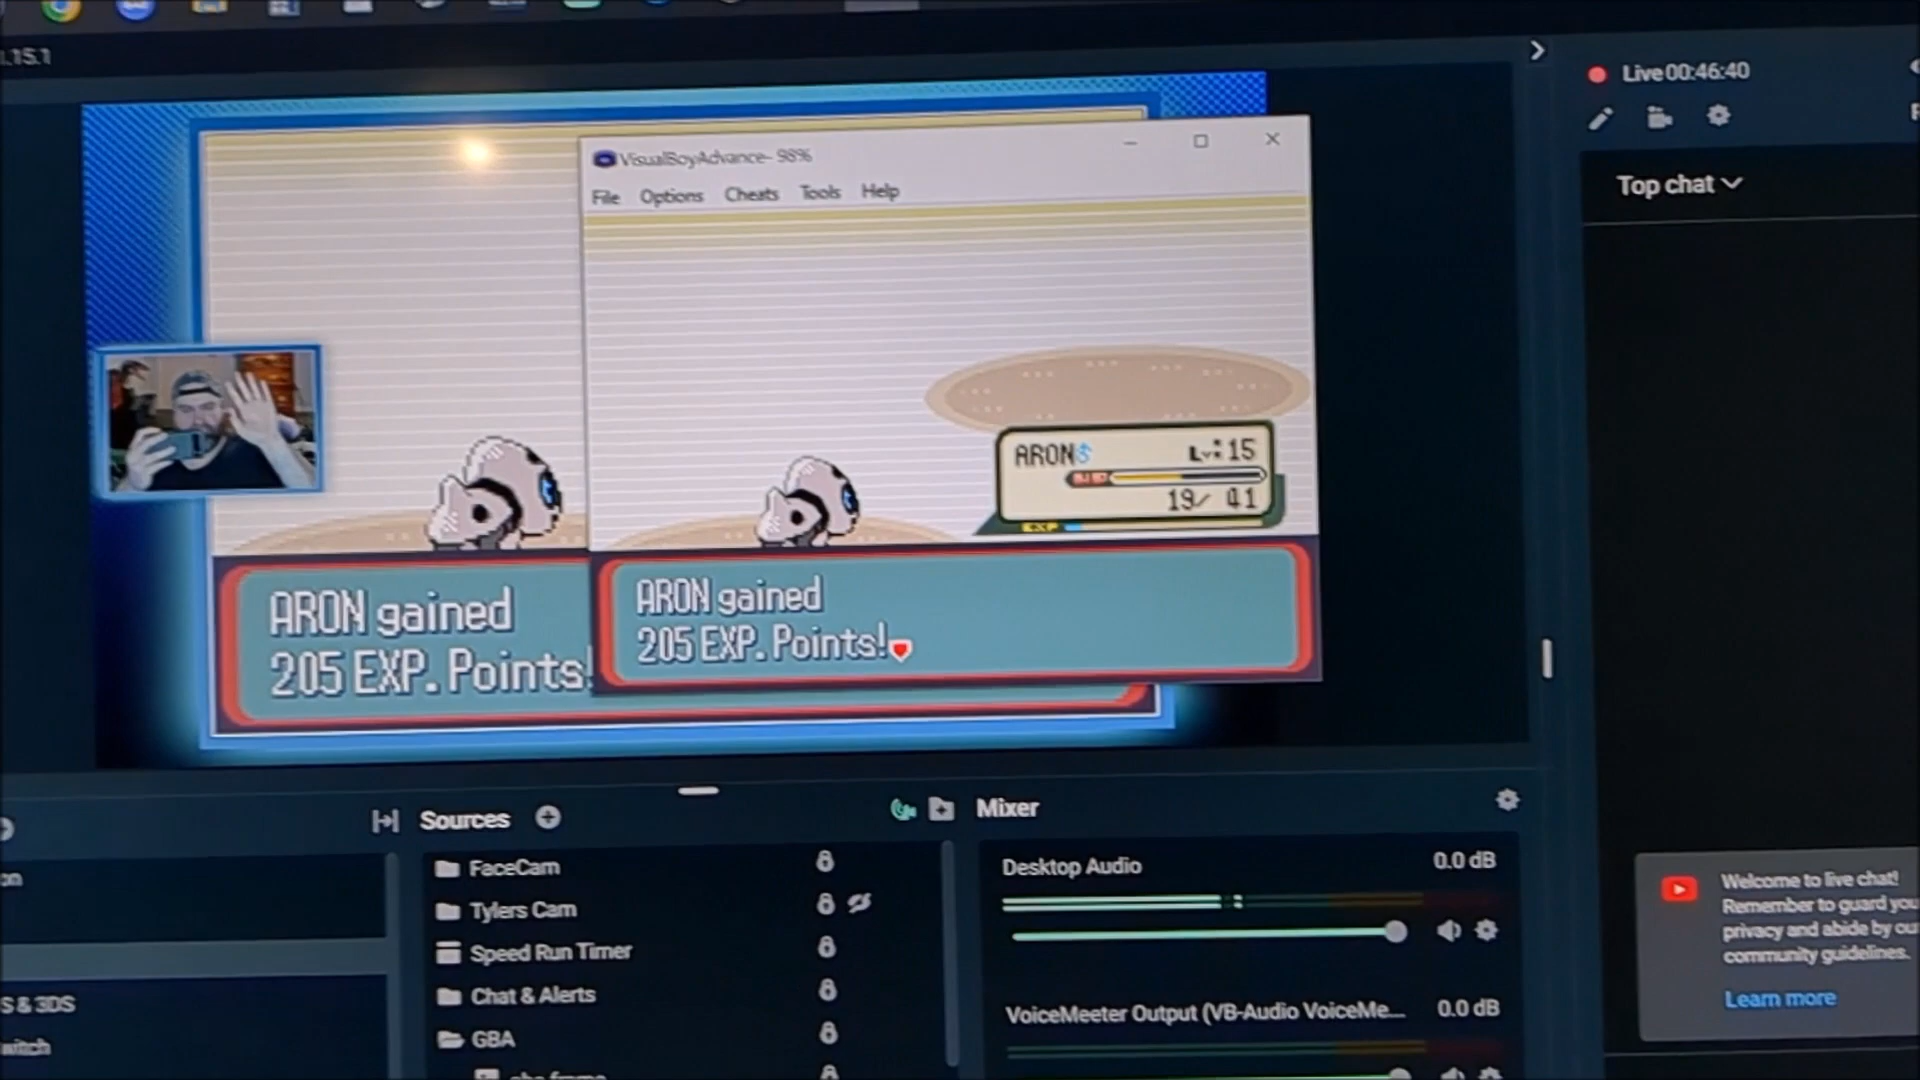 .15.1
Live 00:46:40
Top chat
VisualBoyAdvance- 98%
File Options Cheats Tools Help
ARON♂ Lv:15
19/ 41
EXP
ARON gained
205 EXP. Points!
ARON gained
205 EXP. Points!
Sources
FaceCam
Tylers Cam
Speed Run Timer
Chat & Alerts
GBA
Mixer
Desktop Audio 0.0 dB
VoiceMeeter Output (VB-Audio VoiceMe... 0.0 dB
S & 3DS
witch
Welcome to live chat!
Remember to guard you
privacy and abide by ou
community guidelines.
Learn more